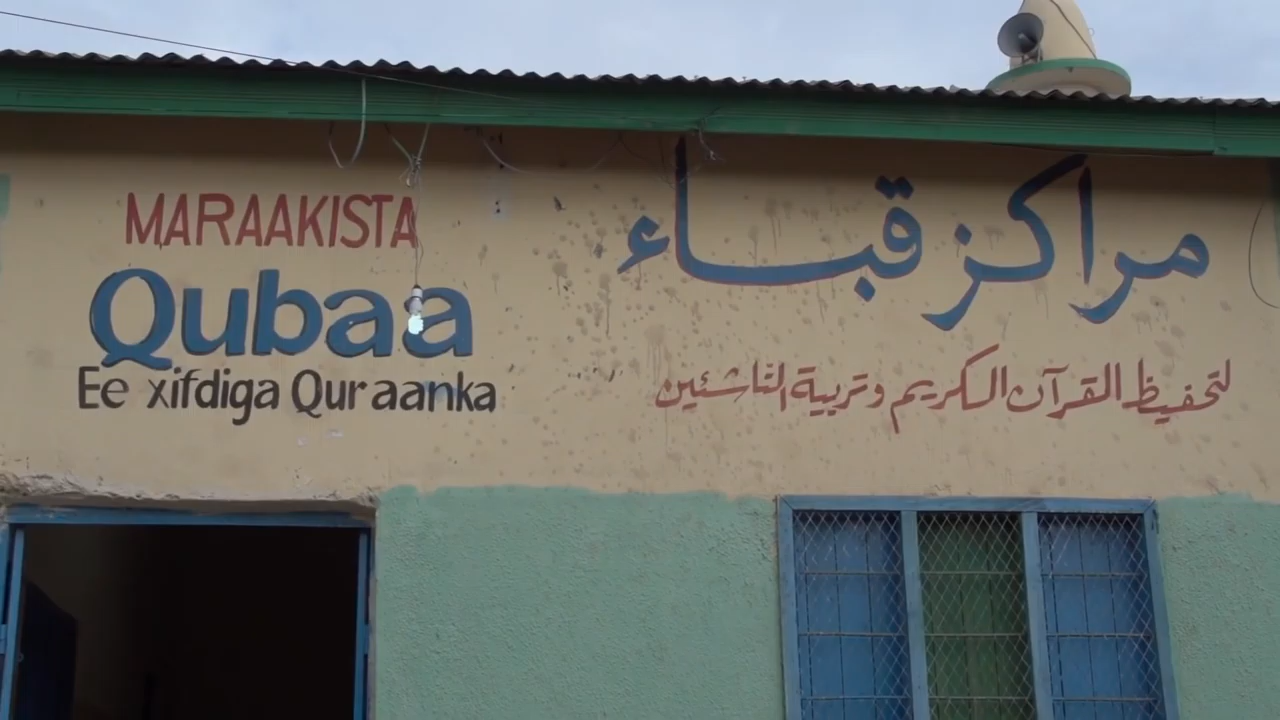 MARAAKISTA
Qubaa
Ee xifdiga Quraanka
مراكز قباء
لتحفيظ القرآن الكريم وتربية الناشئين